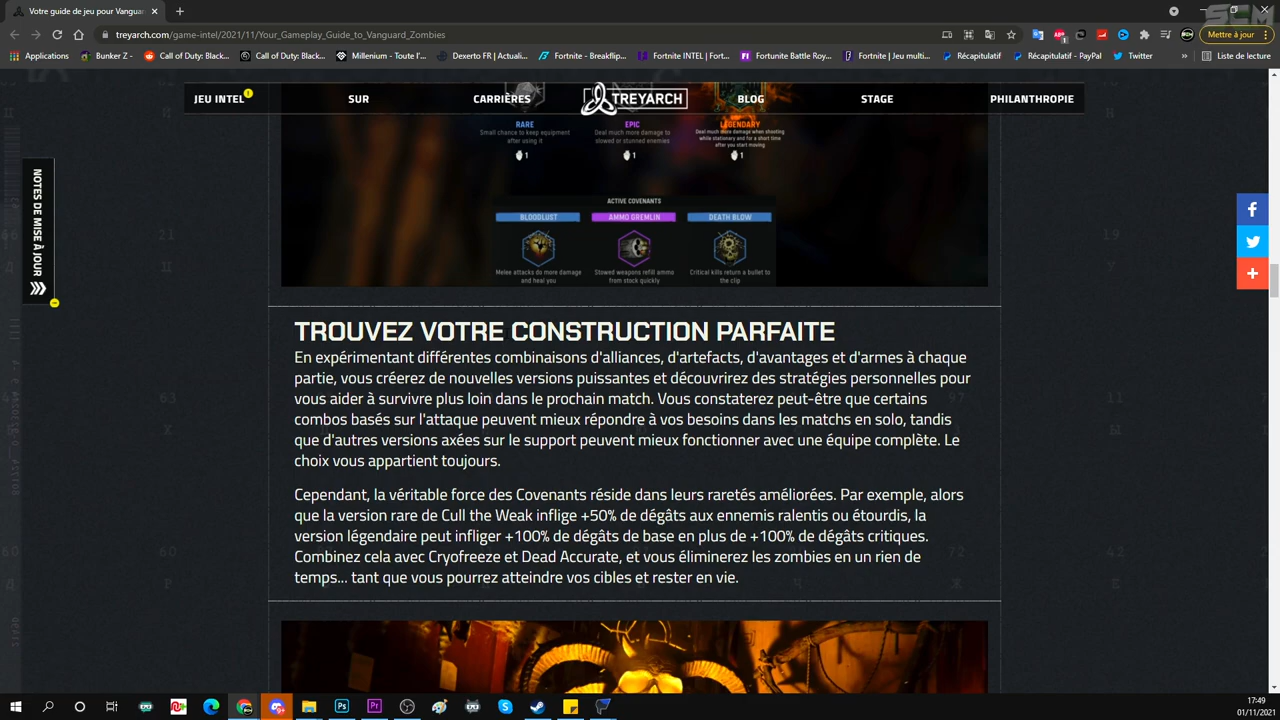 Votre guide de jeu pour Vanguar
treyarch.com/game-intel/2021/11/Your_Gameplay_Guide_to_Vanguard_Zombies
Mettre à jour
Applications
Bunker Z -
Call of Duty: Black...
Call of Duty: Black...
Millenium - Toute l'...
Dexerto FR | Actuali...
Fortnite - Breakflip...
Fortnite INTEL | Fort...
Fortunite Battle Roy...
Fortnite | Jeu multi...
Récapitulatif
Récapitulatif - PayPal
Twitter
Liste de lecture
JEU INTEL
SUR
CARRIÈRES
TREYARCH
BLOG
STAGE
PHILANTHROPIE
RARE
Small chance to keep equipment
after using it
1
EPIC
Deal much more damage to
slowed or stunned enemies
1
LEGENDARY
Deal much more damage when shooting
while stationary and for a short time
after you start moving
1
NOTES DE MISE À JOUR
ACTIVE COVENANTS
BLOODLUST
Melee attacks do more damage
and heal you
AMMO GREMLIN
Stowed weapons refill ammo
from stock quickly
DEATH BLOW
Critical kills return a bullet to
the clip
TROUVEZ VOTRE CONSTRUCTION PARFAITE
En expérimentant différentes combinaisons d'alliances, d'artefacts, d'avantages et d'armes à chaque
partie, vous créerez de nouvelles versions puissantes et découvrirez des stratégies personnelles pour
vous aider à survivre plus loin dans le prochain match. Vous constaterez peut-être que certains
combos basés sur l'attaque peuvent mieux répondre à vos besoins dans les matchs en solo, tandis
que d'autres versions axées sur le support peuvent mieux fonctionner avec une équipe complète. Le
choix vous appartient toujours.
Cependant, la véritable force des Covenants réside dans leurs raretés améliorées. Par exemple, alors
que la version rare de Cull the Weak inflige +50% de dégâts aux ennemis ralentis ou étourdis, la
version légendaire peut infliger +100% de dégâts de base en plus de +100% de dégâts critiques.
Combinez cela avec Cryofreeze et Dead Accurate, et vous éliminerez les zombies en un rien de
temps... tant que vous pourrez atteindre vos cibles et rester en vie.
17:49
01/11/2021